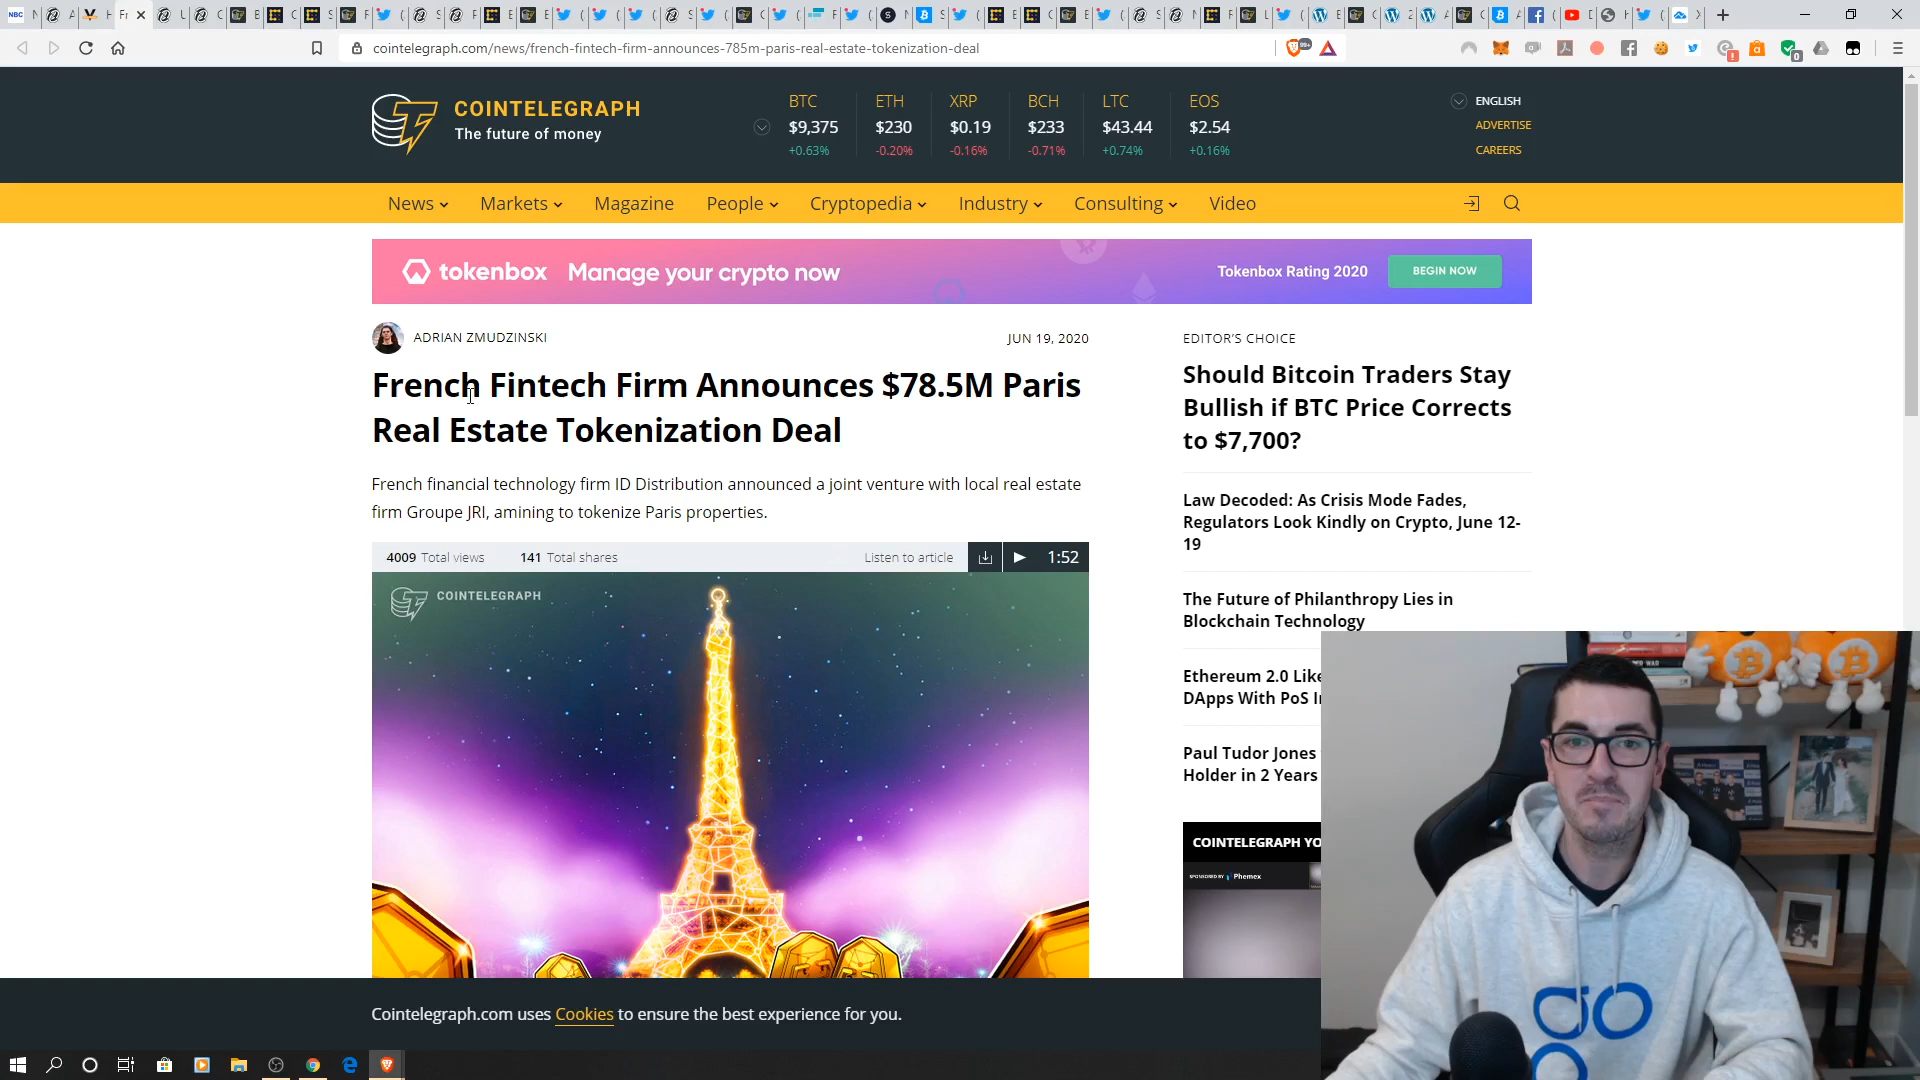 cointelegraph.com/news/french-fintech-firm-announces-785m-paris-real-estate-tokenization-deal
99+
COINTELEGRAPH
The future of money
BTC ETH XRP BCH LTC EOS
$9,375 $230 $0.19 $233 $43.44 $2.54
+0.63% -0.20% -0.16% -0.71% +0.74% +0.16%
ENGLISH
ADVERTISE
CAREERS
News Markets Magazine People Cryptopedia Industry Consulting Video
tokenbox Manage your crypto now Tokenbox Rating 2020 BEGIN NOW
ADRIAN ZMUDZINSKI JUN 19, 2020
French Fintech Firm Announces $78.5M Paris
Real Estate Tokenization Deal
French financial technology firm ID Distribution announced a joint venture with local real estate
firm Groupe JRI, amining to tokenize Paris properties.
4009 Total views 141 Total shares Listen to article 1:52
COINTELEGRAPH
EDITOR'S CHOICE
Should Bitcoin Traders Stay
Bullish if BTC Price Corrects
to $7,700?
Law Decoded: As Crisis Mode Fades,
Regulators Look Kindly on Crypto, June 12-
19
The Future of Philanthropy Lies in
Blockchain Technology
Ethereum 2.0 Like
DApps With PoS
Paul Tudor Jones
Holder in 2 Years
COINTELEGRAPH YO
SPONSORED BY Phemex
Cointelegraph.com uses Cookies to ensure the best experience for you.